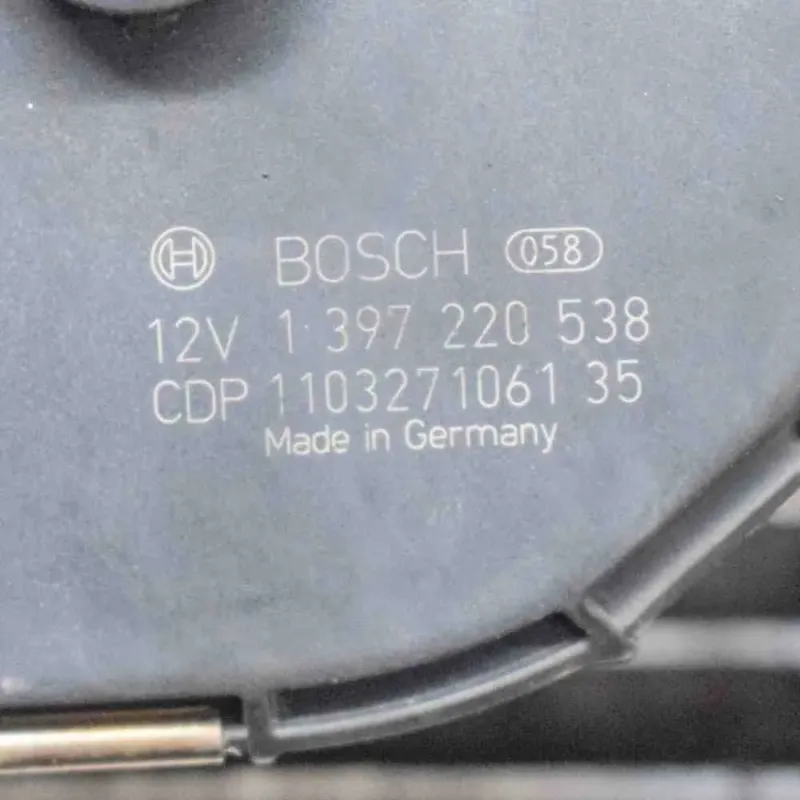 BOSCH 058
12V 1 397 220 538
CDP 1103271061 35
Made in Germany